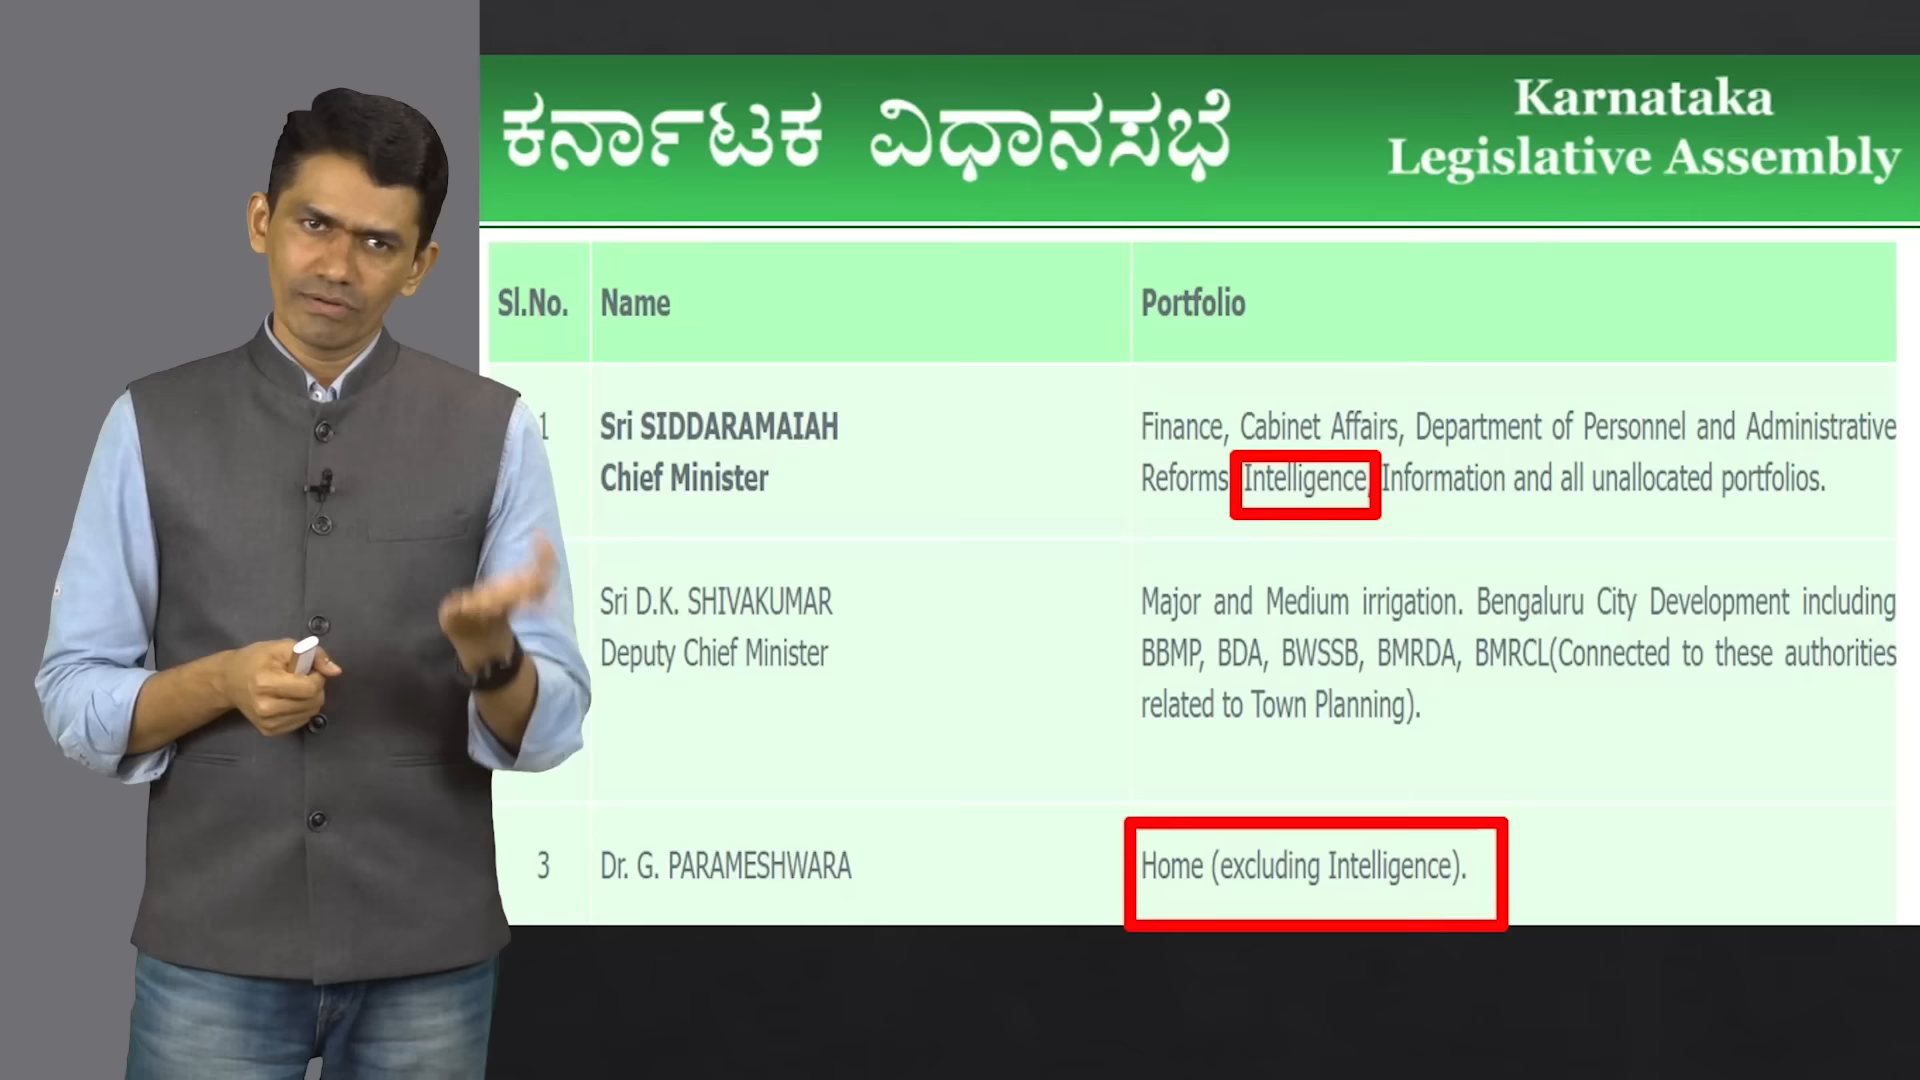 ಕರ್ನಾಟಕ ವಿಧಾನಸಭೆ
Karnataka
Legislative Assembly
Sl.No. Name Portfolio
1 Sri SIDDARAMAIAH Finance, Cabinet Affairs, Department of Personnel and Administrative
Chief Minister Reforms, Intelligence, Information and all unallocated portfolios.
Sri D.K. SHIVAKUMAR Major and Medium irrigation. Bengaluru City Development including
Deputy Chief Minister BBMP, BDA, BWSSB, BMRDA, BMRCL(Connected to these authorities
related to Town Planning).
3 Dr. G. PARAMESHWARA Home (excluding Intelligence).